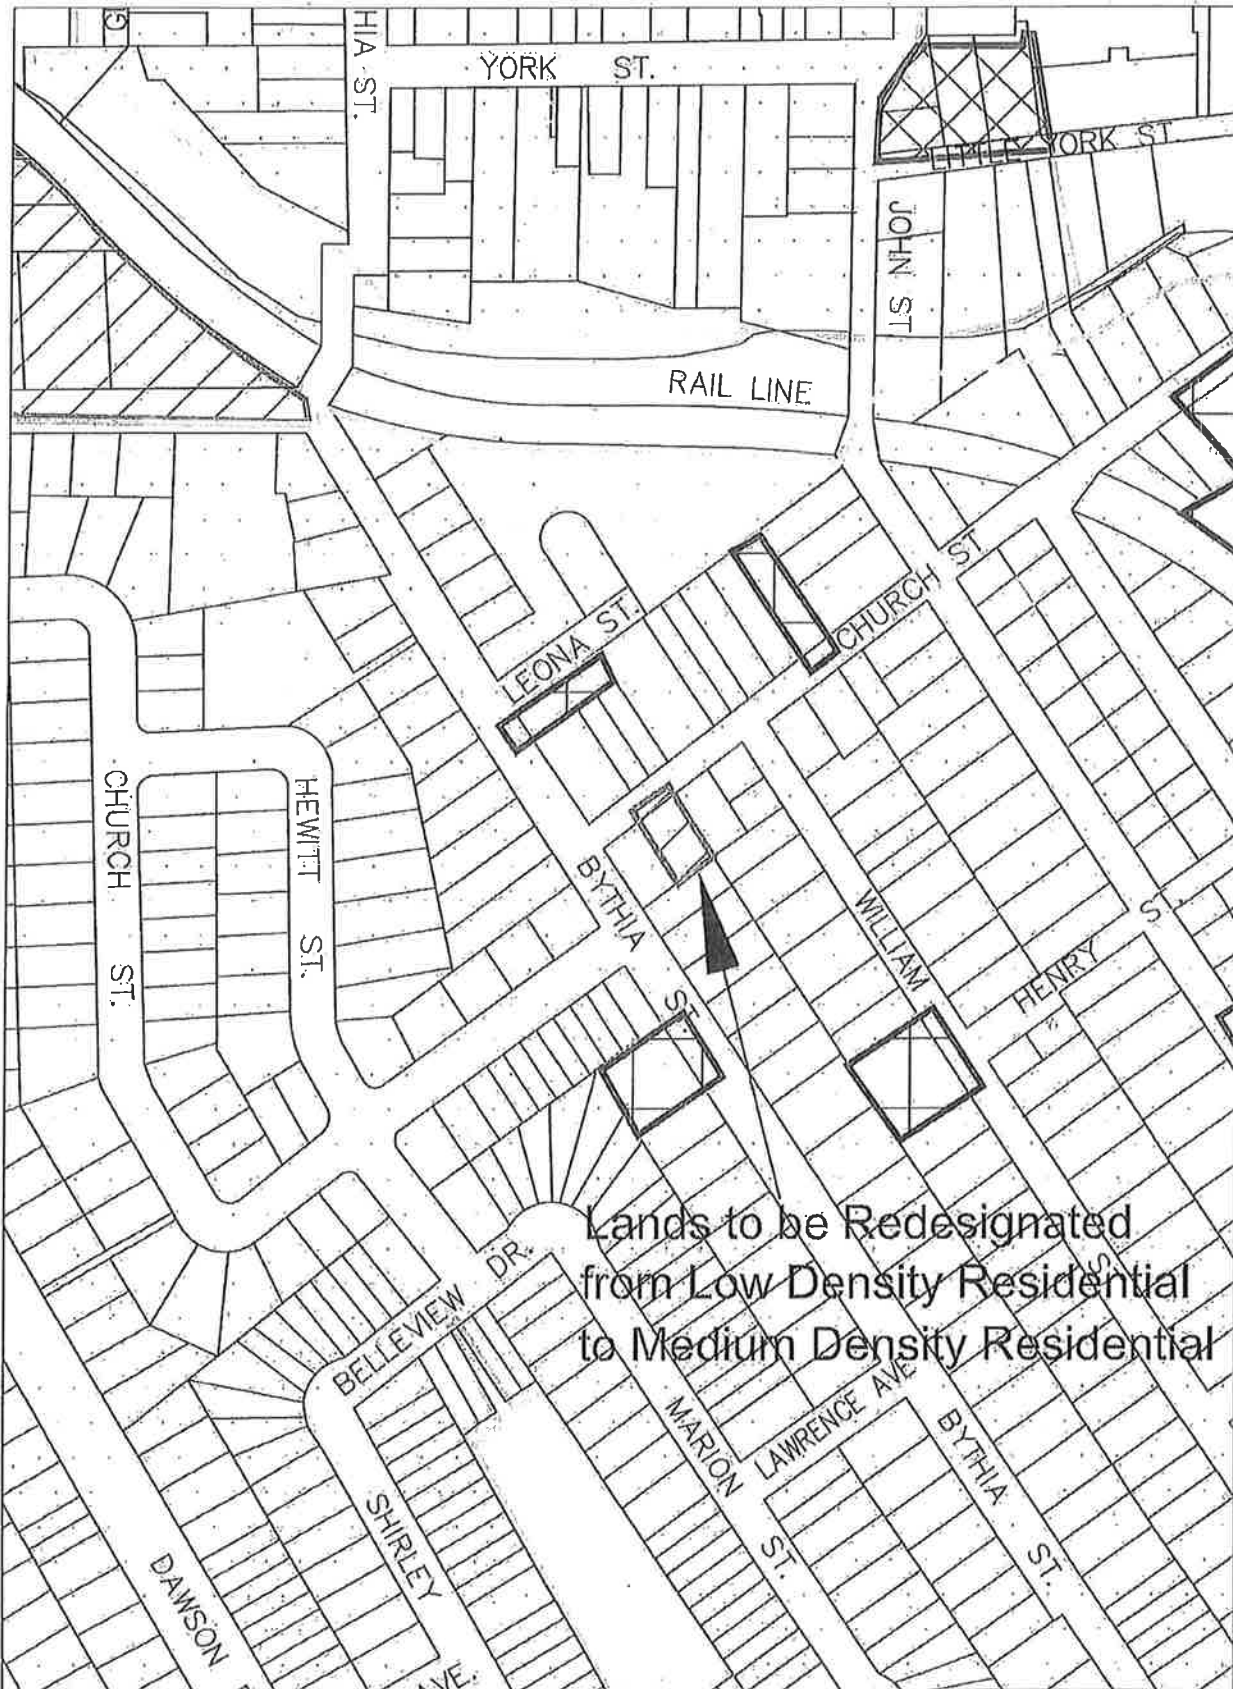 G
HIA ST.
YORK ST.
LITTLE YORK ST
JOHN ST
RAIL LINE
CHURCH ST
LEONA ST.
CHURCH ST.
HEWITT ST.
BYTHIA ST.
WILLIAM
HENRY S
Lands to be Redesignated
from Low Density Residential
to Medium Density Residential
BELLEVIEW DR.
MARION ST.
LAWRENCE AVE
BYTHIA ST.
SHIRLEY
AVE.
DAWSON